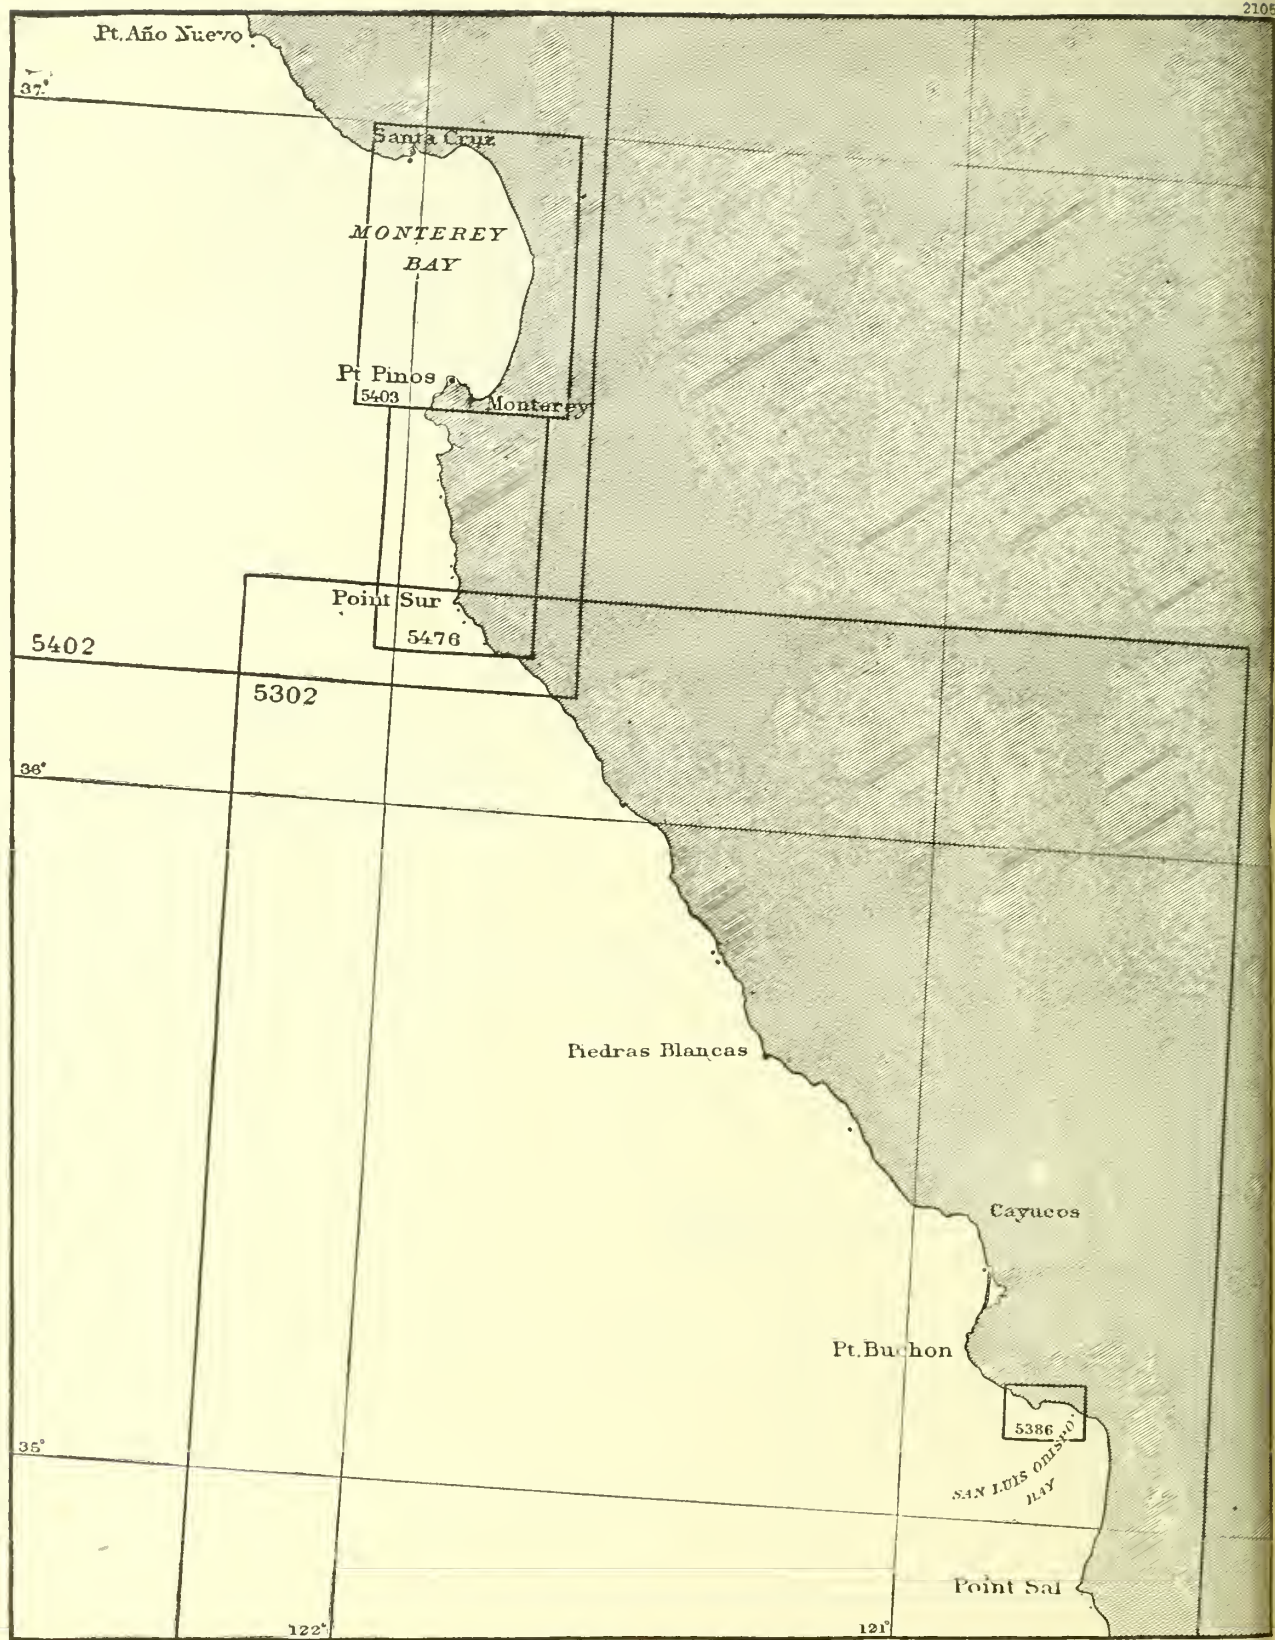 2105
Pt. Año Nuevo
37°
Santa Cruz
MONTEREY
BAY
Pt Pinos
5403
Monterey
Point Sur
5476
5402
5302
36°
Piedras Blancas
Cayucos
Pt. Buchon
5386
SAN LUIS OBISPO
BAY
35°
Point Sal
122°
121°